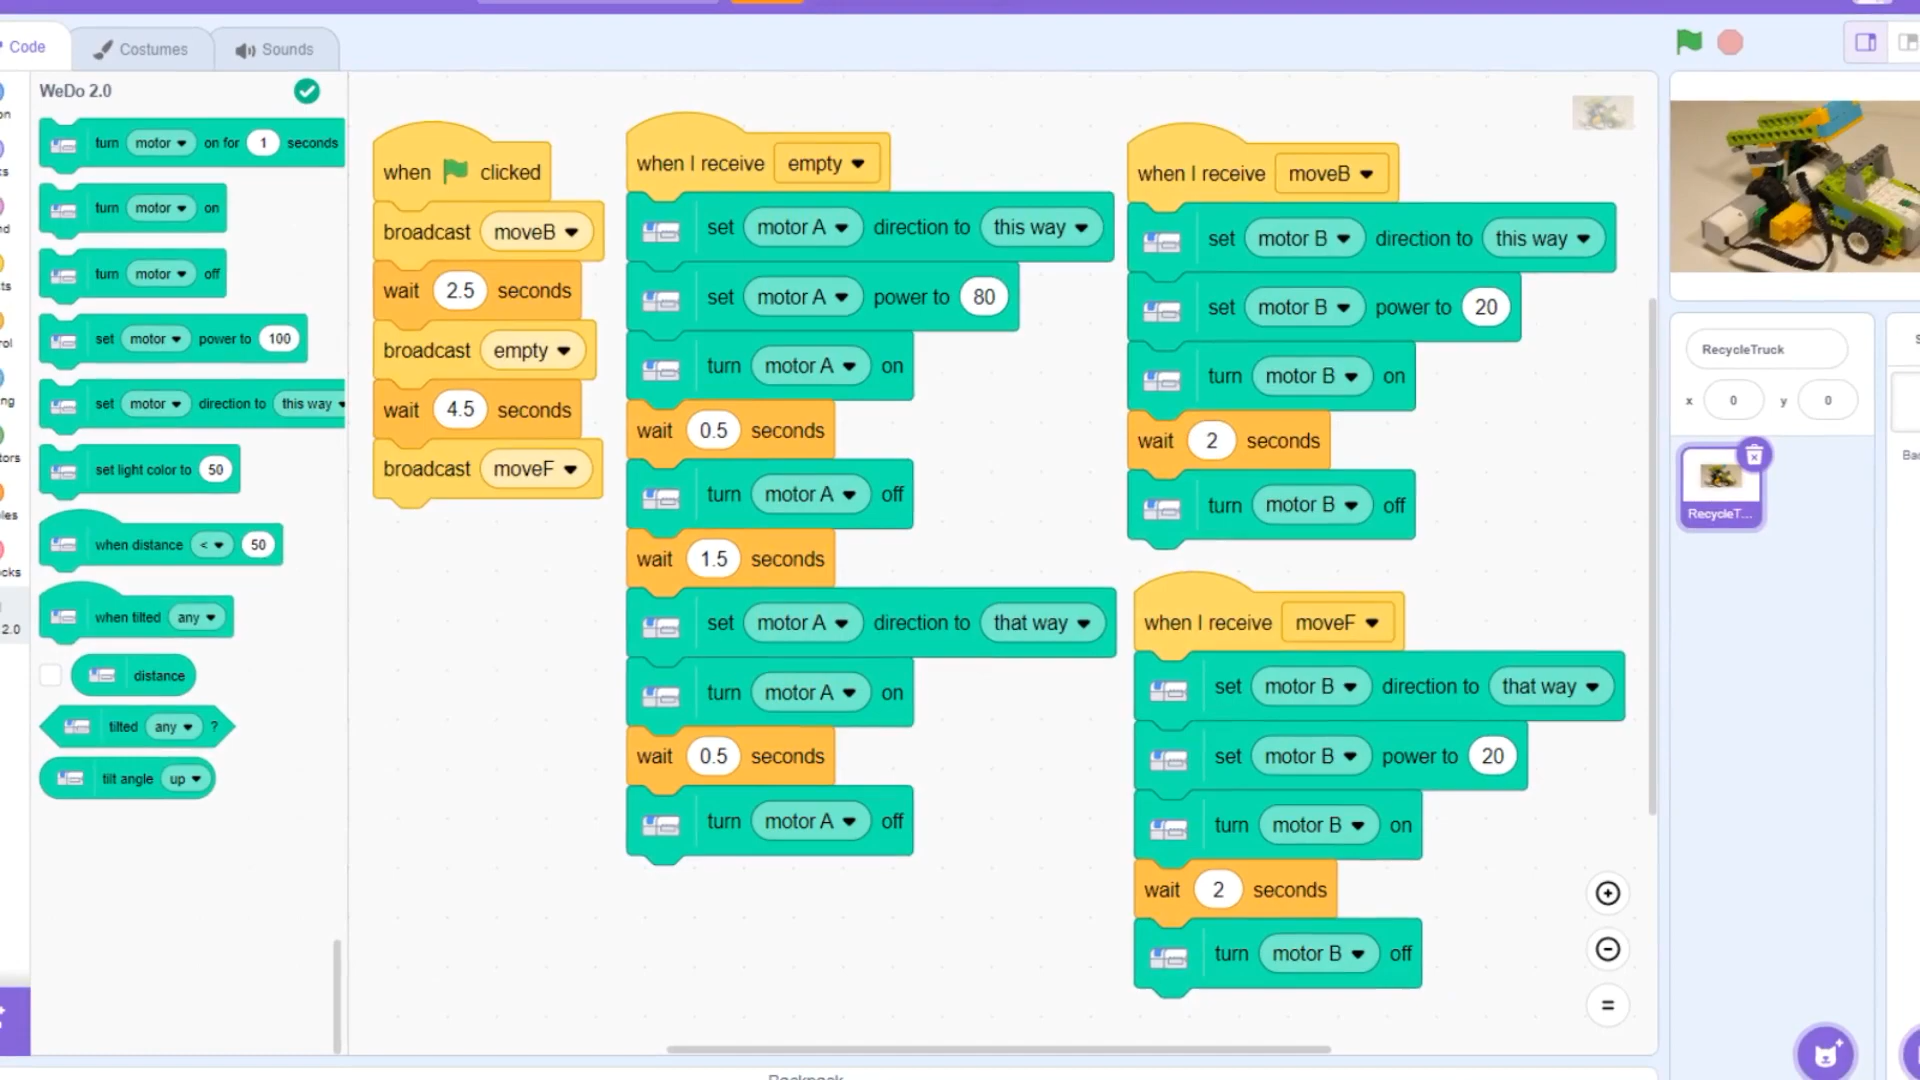 Code
Costumes
Sounds
WeDo 2.0
turn motor on for 1 seconds
turn motor on
turn motor off
set motor power to 100
set motor direction to this way
set light color to 50
when distance < 50
when tilted any
distance
tilted any ?
tilt angle up
2.0
when clicked
broadcast moveB
wait 2.5 seconds
broadcast empty
wait 4.5 seconds
broadcast moveF
when I receive empty
set motor A direction to this way
set motor A power to 80
turn motor A on
wait 0.5 seconds
turn motor A off
wait 1.5 seconds
set motor A direction to that way
turn motor A on
wait 0.5 seconds
turn motor A off
when I receive moveB
set motor B direction to this way
set motor B power to 20
turn motor B on
wait 2 seconds
turn motor B off
when I receive moveF
set motor B direction to that way
set motor B power to 20
turn motor B on
wait 2 seconds
turn motor B off
RecycleTruck
x 0 y 0
RecycleT...
Backpack